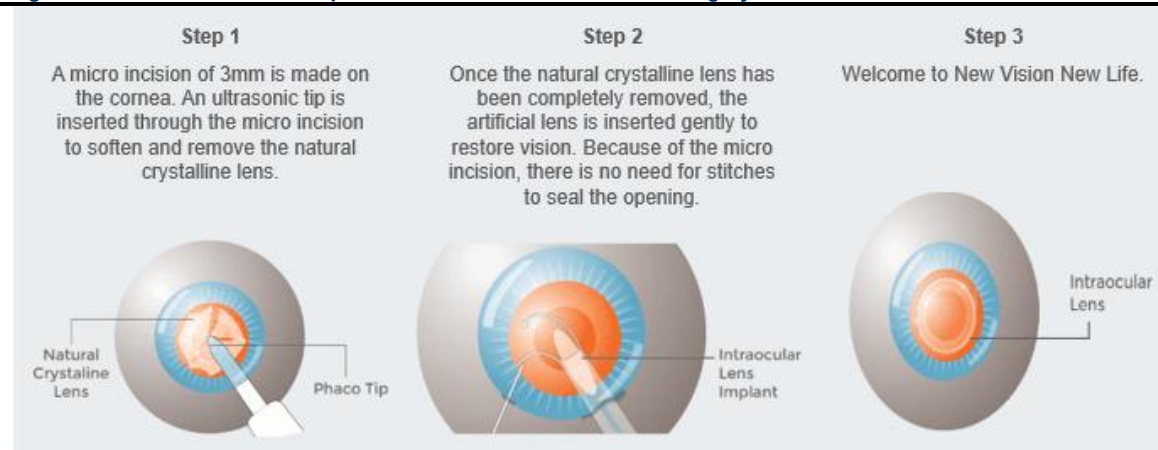 Step 1
A micro incision of 3mm is made on
the cornea. An ultrasonic tip is
inserted through the micro incision
to soften and remove the natural
crystalline lens.
Step 2
Once the natural crystalline lens has
been completely removed, the
artificial lens is inserted gently to
restore vision. Because of the micro
incision, there is no need for stitches
to seal the opening.
Step 3
Welcome to New Vision New Life.
Natural
Crystaline
Lens
Phaco Tip
Intraocular
Lens
Implant
Intraocular
Lens